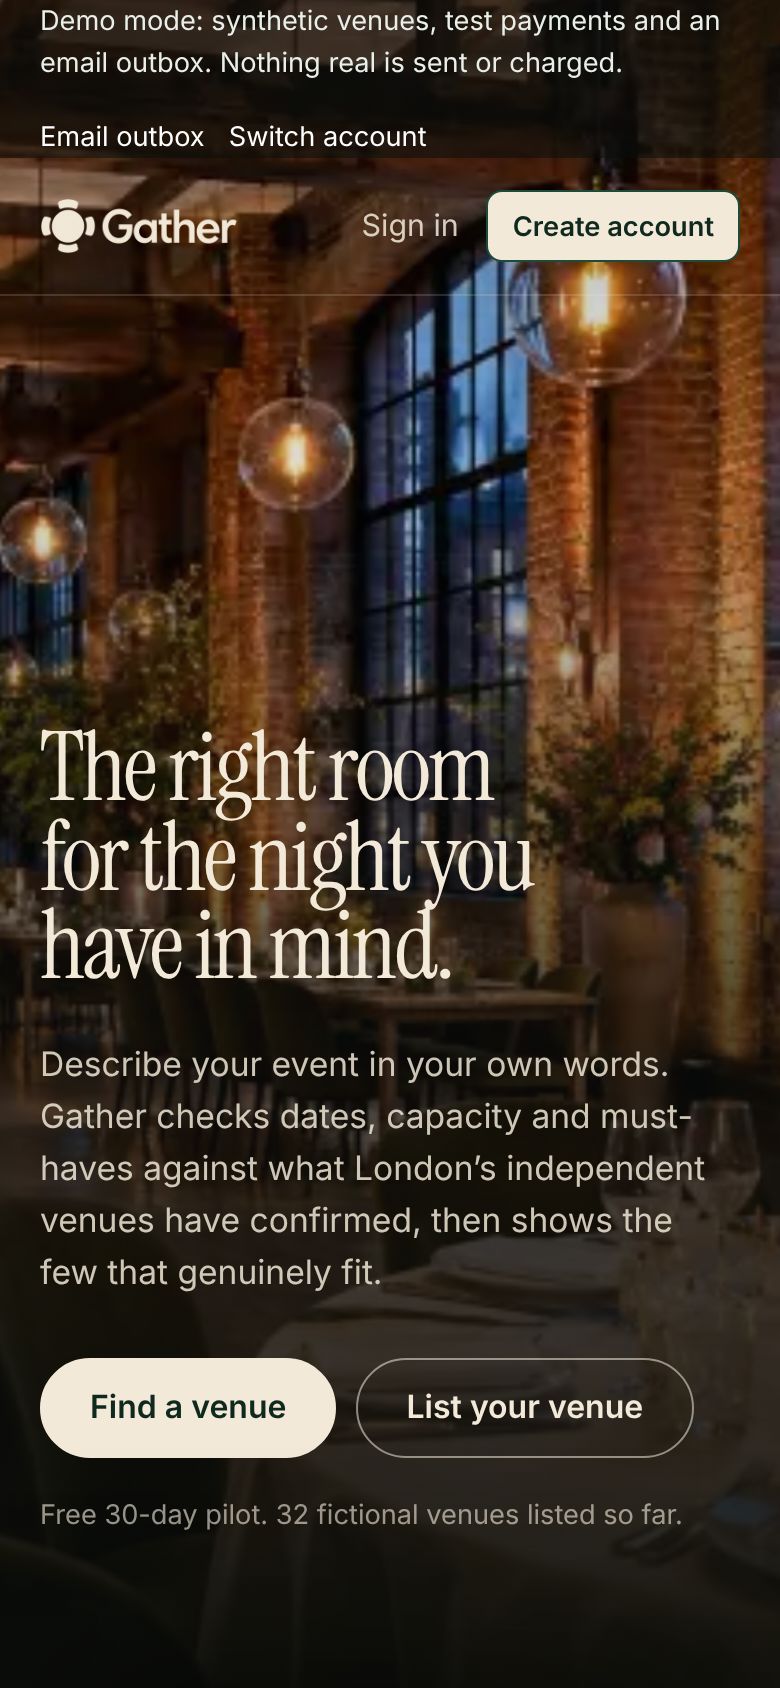 Demo mode: synthetic venues, test payments and an
email outbox. Nothing real is sent or charged.
Email outbox Switch account
Gather Sign in Create account
The right room
for the night you
have in mind.
Describe your event in your own words.
Gather checks dates, capacity and must-
haves against what London’s independent
venues have confirmed, then shows the
few that genuinely fit.
Find a venue List your venue
Free 30-day pilot. 32 fictional venues listed so far.